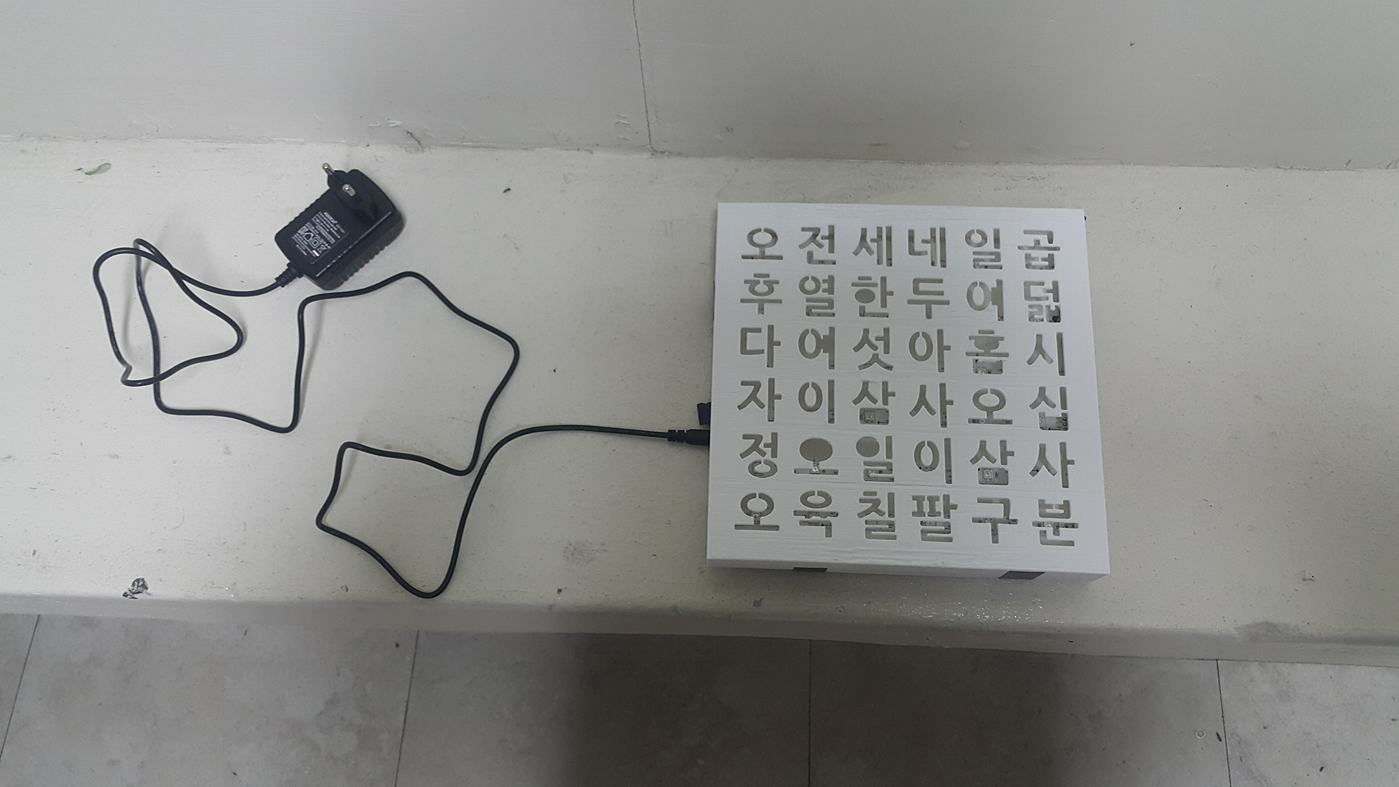 오 전 세 네 일 곱
후 열 한 두 여 덟
다 여 섯 아 홉 시
자 이 삼 사 오 십
정 오 일 이 삼 사
오 육 칠 팔 구 분